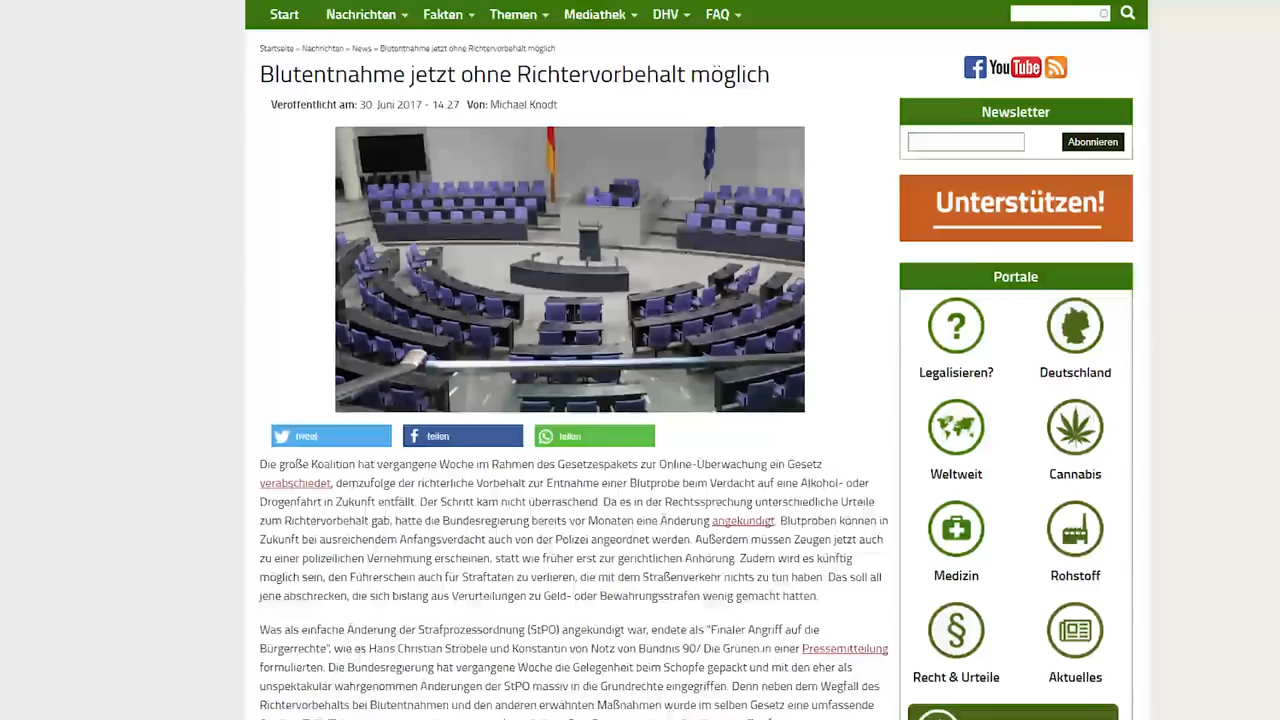 Start Nachrichten Fakten Themen Mediathek DHV FAQ
Startseite » Nachrichten » News » Blutentnahme jetzt ohne Richtervorbehalt möglich
Blutentnahme jetzt ohne Richtervorbehalt möglich
Veröffentlicht am: 30. Juni 2017 - 14:27 Von: Michael Knodt
tweet teilen teilen
Die große Koalition hat vergangene Woche im Rahmen des Gesetzespakets zur Online-Überwachung ein Gesetz
verabschiedet, demzufolge der richterliche Vorbehalt zur Entnahme einer Blutprobe beim Verdacht auf eine Alkohol- oder
Drogenfahrt in Zukunft entfällt. Der Schritt kam nicht überraschend. Da es in der Rechtssprechung unterschiedliche Urteile
zum Richtervorbehalt gab, hatte die Bundesregierung bereits vor Monaten eine Änderung angekündigt. Blutproben können in
Zukunft bei ausreichendem Anfangsverdacht auch von der Polizei angeordnet werden. Außerdem müssen Zeugen jetzt auch
zu einer polizeilichen Vernehmung erscheinen, statt wie früher erst zur gerichtlichen Anhörung. Zudem wird es künftig
möglich sein, den Führerschein auch für Straftaten zu verlieren, die mit dem Straßenverkehr nichts zu tun haben. Das soll all
jene abschrecken, die sich bislang aus Verurteilungen zu Geld- oder Bewährungsstrafen wenig gemacht hatten.
Was als einfache Änderung der Strafprozessordnung (StPO) angekündigt war, endete als "Finaler Angriff auf die
Bürgerrechte", wie es Hans Christian Ströbele und Konstantin von Notz von Bündnis 90/ Die Grünen in einer Pressemitteilung
formulierten. Die Bundesregierung hat vergangene Woche die Gelegenheit beim Schopfe gepackt und mit den eher als
unspektakulär wahrgenommen Änderungen der StPO massiv in die Grundrechte eingegriffen. Denn neben dem Wegfall des
Richtervorbehalts bei Blutentnahmen und den anderen erwähnten Maßnahmen wurde im selben Gesetz eine umfassende
YouTube
Newsletter
Abonnieren
Unterstützen!
Portale
?
Legalisieren? Deutschland
Weltweit Cannabis
Medizin Rohstoff
§
Recht & Urteile Aktuelles